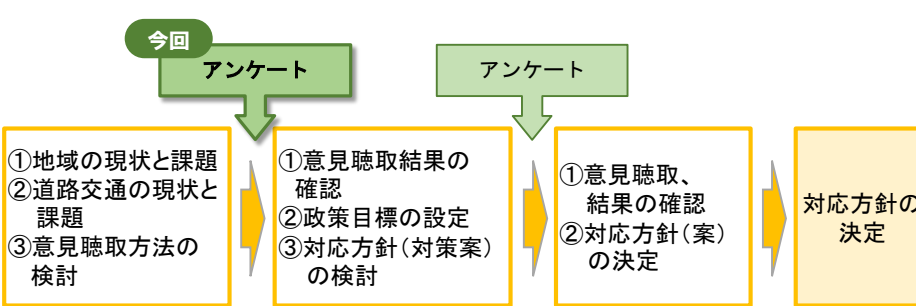 今回
アンケート
アンケート
①地域の現状と課題
②道路交通の現状と
課題
③意見聴取方法の
検討
①意見聴取結果の
確認
②政策目標の設定
③対応方針(対策案)
の検討
①意見聴取、
結果の確認
②対応方針(案)
の決定
対応方針の
決定